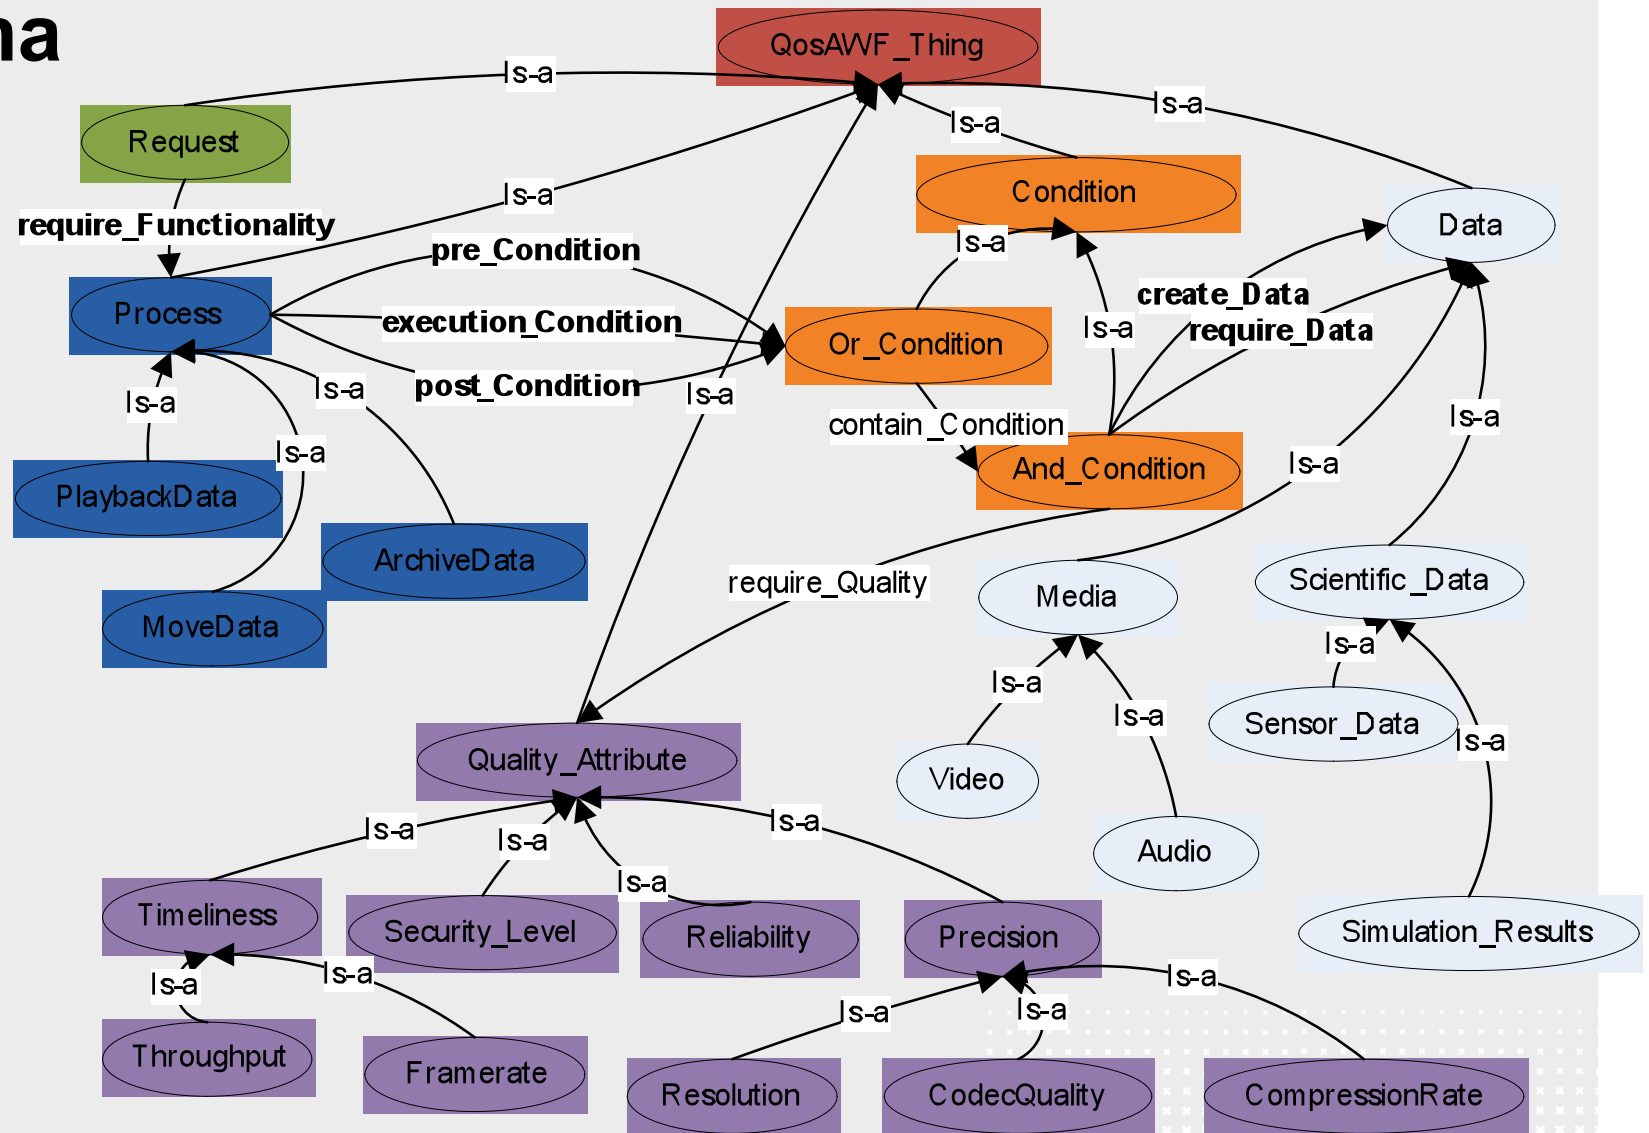 na
QosAWF_Thing
Is-a
Is-a
Is-a
Request
Is-a
Condition
Data
require_Functionality
pre_Condition
Is-a
create_Data
Process
execution_Condition
Or_Condition
Is-a
require_Data
post_Condition
Is-a
Is-a
Is-a
contain_Condition
Is-a
Is-a
And_Condition
Is-a
PlaybackData
ArchiveData
require_Quality
Media
Scientific_Data
MoveData
Is-a
Is-a
Is-a
Sensor_Data
Is-a
Quality_Attribute
Video
Is-a
Is-a
Is-a
Audio
Is-a
Timeliness
Security_Level
Reliability
Precision
Simulation_Results
Is-a
Is-a
Is-a
Is-a
Is-a
Throughput
Framerate
Resolution
CodecQuality
CompressionRate